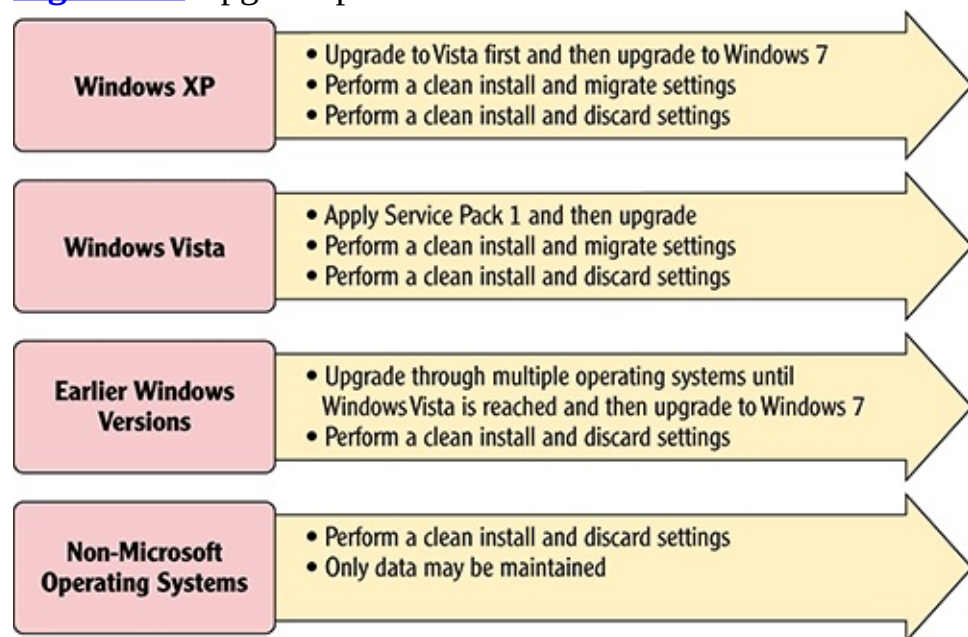 Windows XP
• Upgrade to Vista first and then upgrade to Windows 7
• Perform a clean install and migrate settings
• Perform a clean install and discard settings
Windows Vista
• Apply Service Pack 1 and then upgrade
• Perform a clean install and migrate settings
• Perform a clean install and discard settings
Earlier Windows
Versions
• Upgrade through multiple operating systems until
Windows Vista is reached and then upgrade to Windows 7
• Perform a clean install and discard settings
Non-Microsoft
Operating Systems
• Perform a clean install and discard settings
• Only data may be maintained